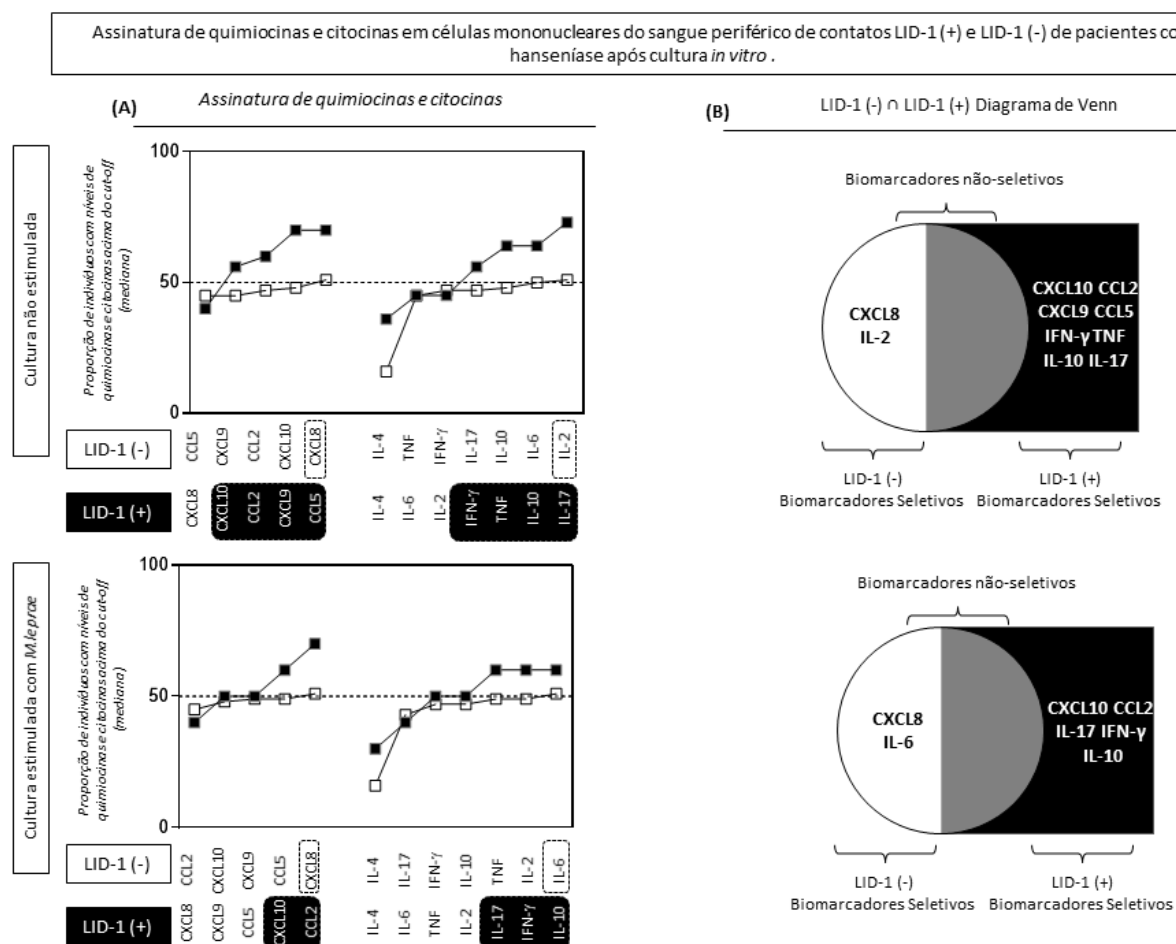 Assinatura de quimiocinas e citocinas em células mononucleares do sangue periférico de contatos LID-1 (+) e LID-1 (-) de pacientes co
hanseníase após cultura in vitro .
(A)
Assinatura de quimiocinas e citocinas
(B)
LID-1 (-) ∩ LID-1 (+) Diagrama de Venn
Cultura não estimulada
Proporção de indivíduos com níveis de
quimiocinas e citocinas acima do cut-off
(mediana)
100
50
0
LID-1 (-)
CCL5
CXCL9
CCL2
CXCL10
CXCL8
IL-4
TNF
IFN-γ
IL-17
IL-10
IL-6
IL-2
LID-1 (+)
CXCL8
CXCL10
CCL2
CXCL9
CCL5
IL-4
IL-6
IL-2
IFN-γ
TNF
IL-10
IL-17
Biomarcadores não-seletivos
CXCL8
IL-2
CXCL10 CCL2
CXCL9 CCL5
IFN-γ TNF
IL-10 IL-17
LID-1 (-)
Biomarcadores Seletivos
LID-1 (+)
Biomarcadores Seletivos
Cultura estimulada com M.leprae
Proporção de indivíduos com níveis de
quimiocinas e citocinas acima do cut-off
(mediana)
100
50
0
LID-1 (-)
CCL2
CXCL10
CXCL9
CCL5
CXCL8
IL-4
IL-17
IFN-γ
IL-10
TNF
IL-2
IL-6
LID-1 (+)
CXCL8
CXCL9
CCL5
CXCL10
CCL2
IL-4
IL-6
TNF
IL-2
IL-17
IFN-γ
IL-10
Biomarcadores não-seletivos
CXCL8
IL-6
CXCL10 CCL2
IL-17 IFN-γ
IL-10
LID-1 (-)
Biomarcadores Seletivos
LID-1 (+)
Biomarcadores Seletivos